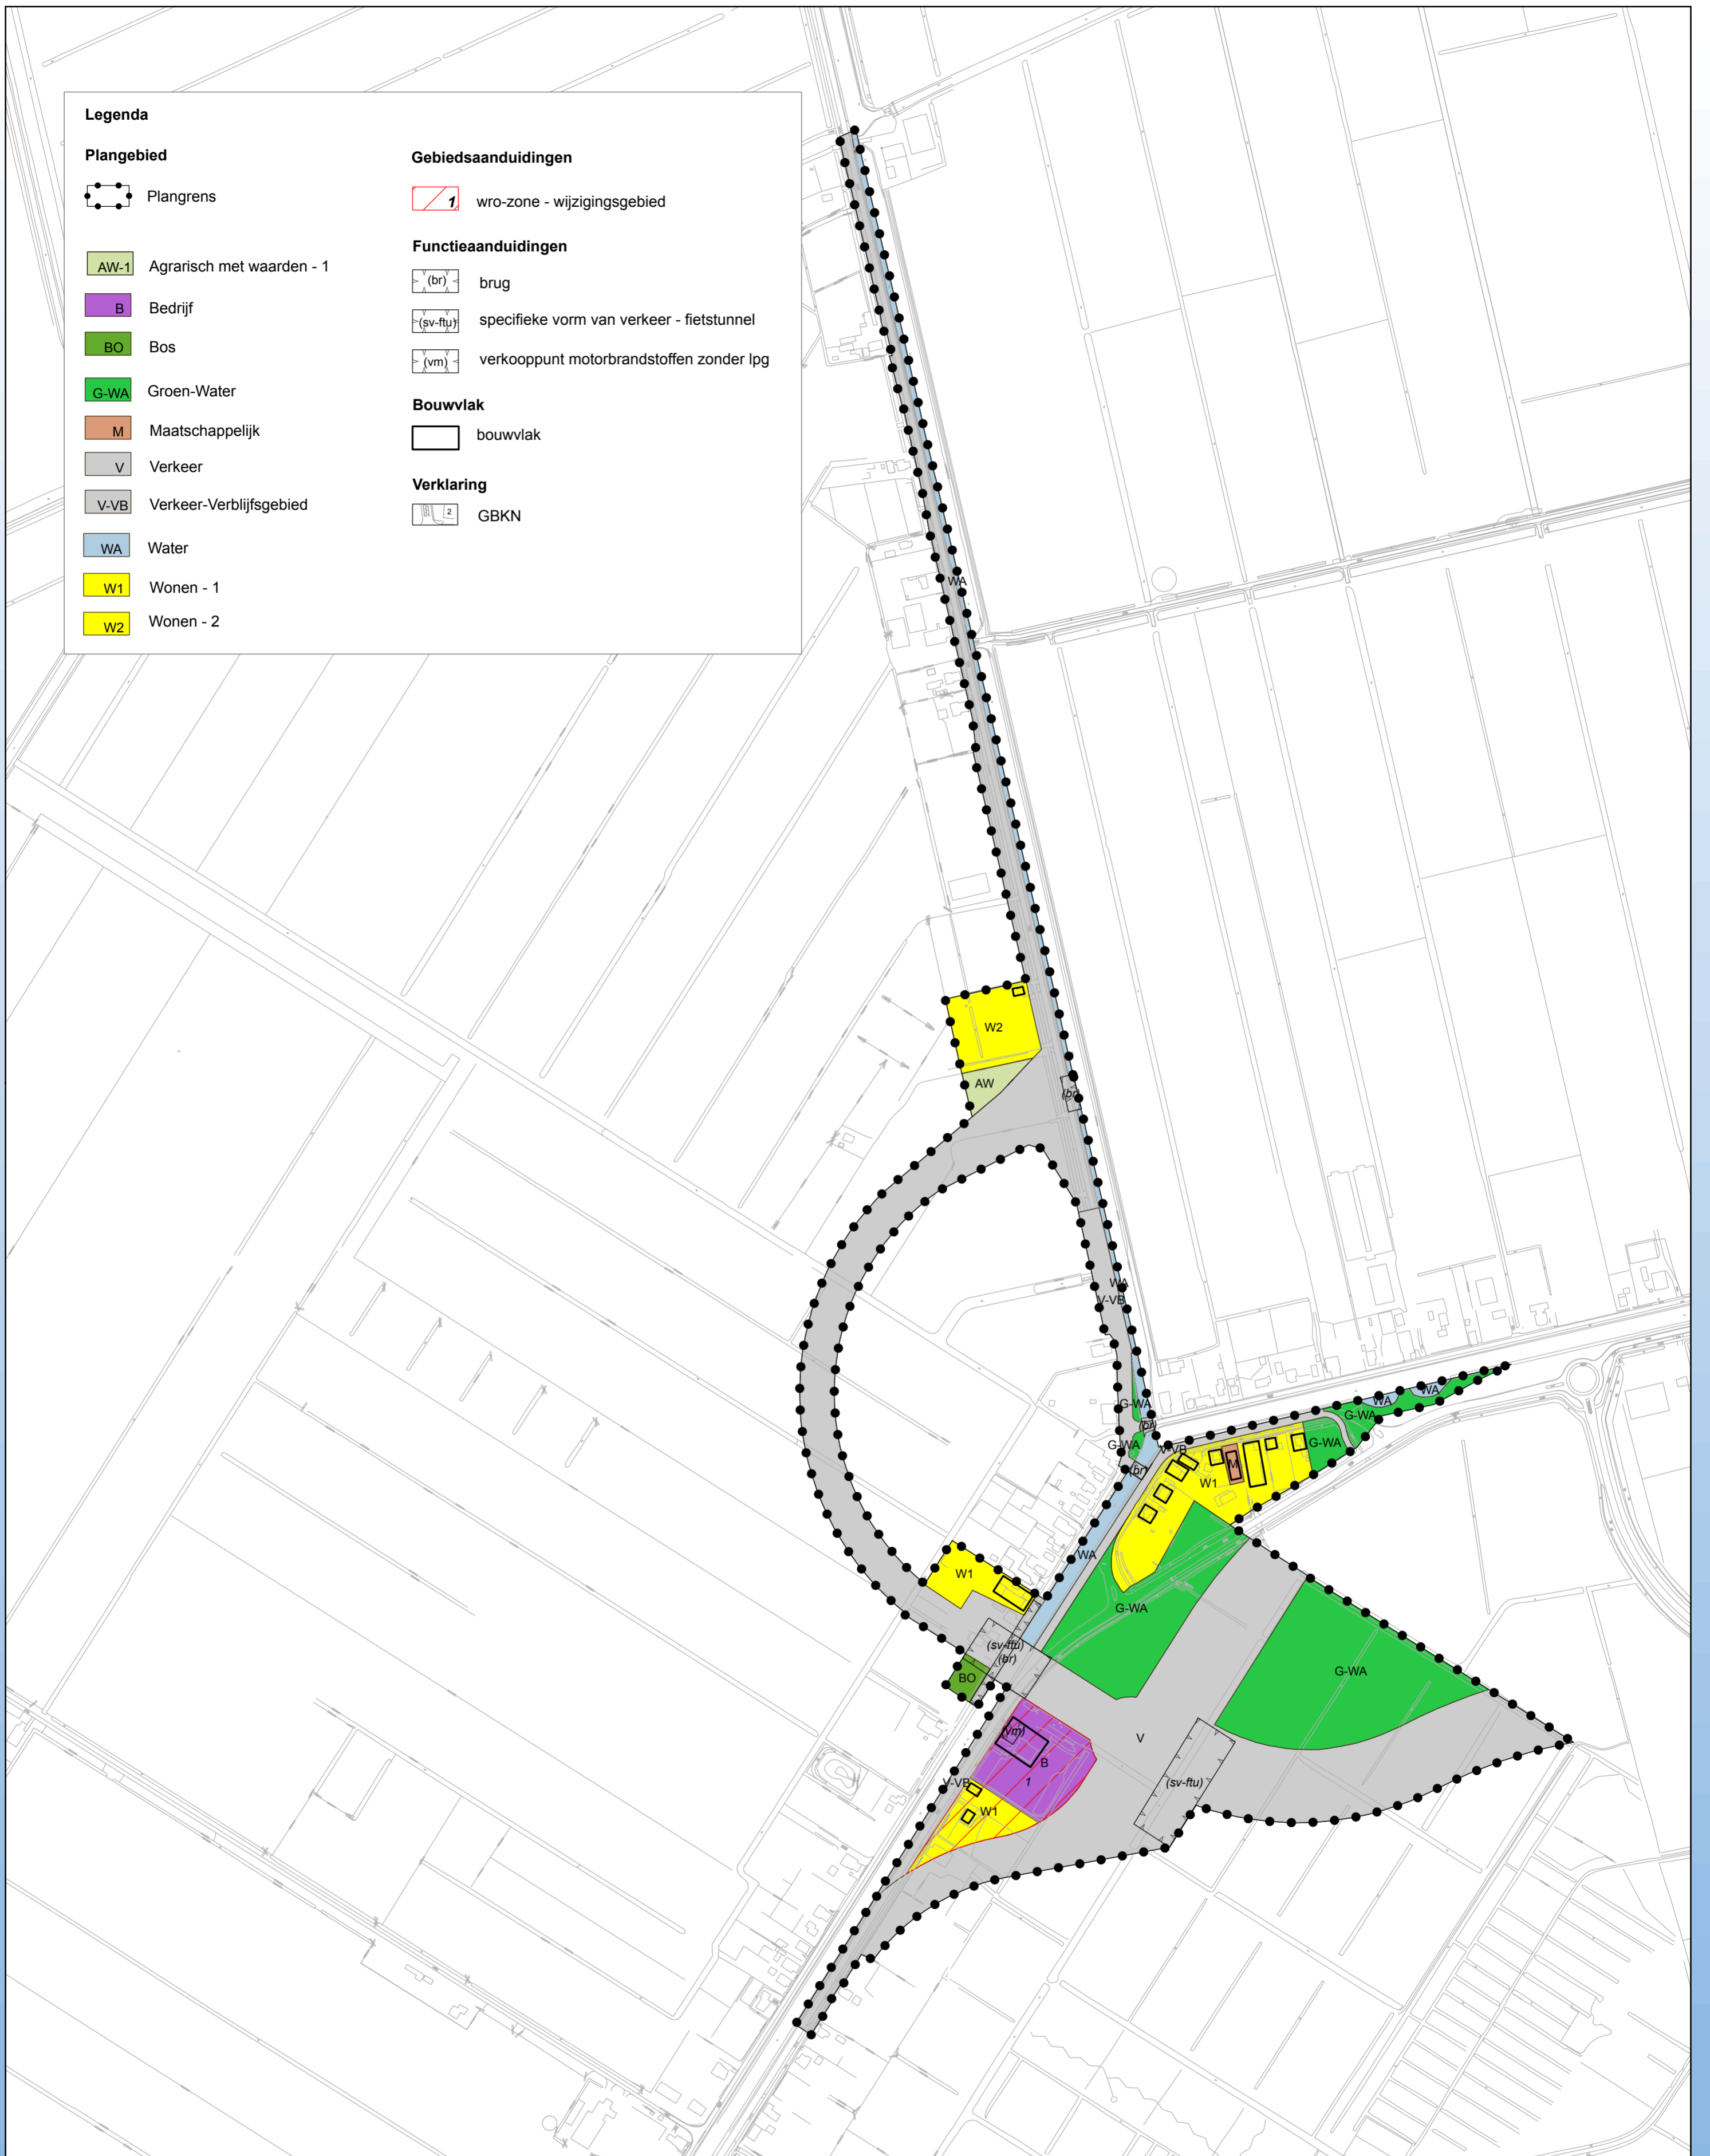 Legenda
Plangebied
Plangrens
AW-1 Agrarisch met waarden - 1
B Bedrijf
BO Bos
G-WA Groen-Water
M Maatschappelijk
V Verkeer
V-VB Verkeer-Verblijfsgebied
WA Water
W1 Wonen - 1
W2 Wonen - 2
Gebiedsaanduidingen
1 wro-zone - wijzigingsgebied
Functieaanduidingen
(br) brug
(sv-ftu) specifieke vorm van verkeer - fietstunnel
(vm) verkooppunt motorbrandstoffen zonder lpg
Bouwvlak
bouwvlak
Verklaring
2 GBKN
WA
W2
AW
(br)
WA
V-VB
WA
WA
G-WA
G-WA
(br)
G-WA
G-WA
V-VB
M
(br)
W1
WA
W1
G-WA
(sv-ftu)
(br)
BO
G-WA
(vm)
V
B
1
(sv-ftu)
V-VB
W1